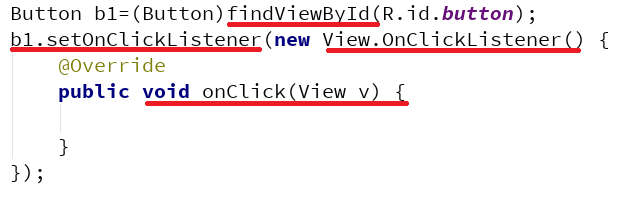 Button b1=(Button)findViewById(R.id.button);
b1.setOnClickListener(new View.OnClickListener() {
@Override
public void onClick(View v) {
}
});